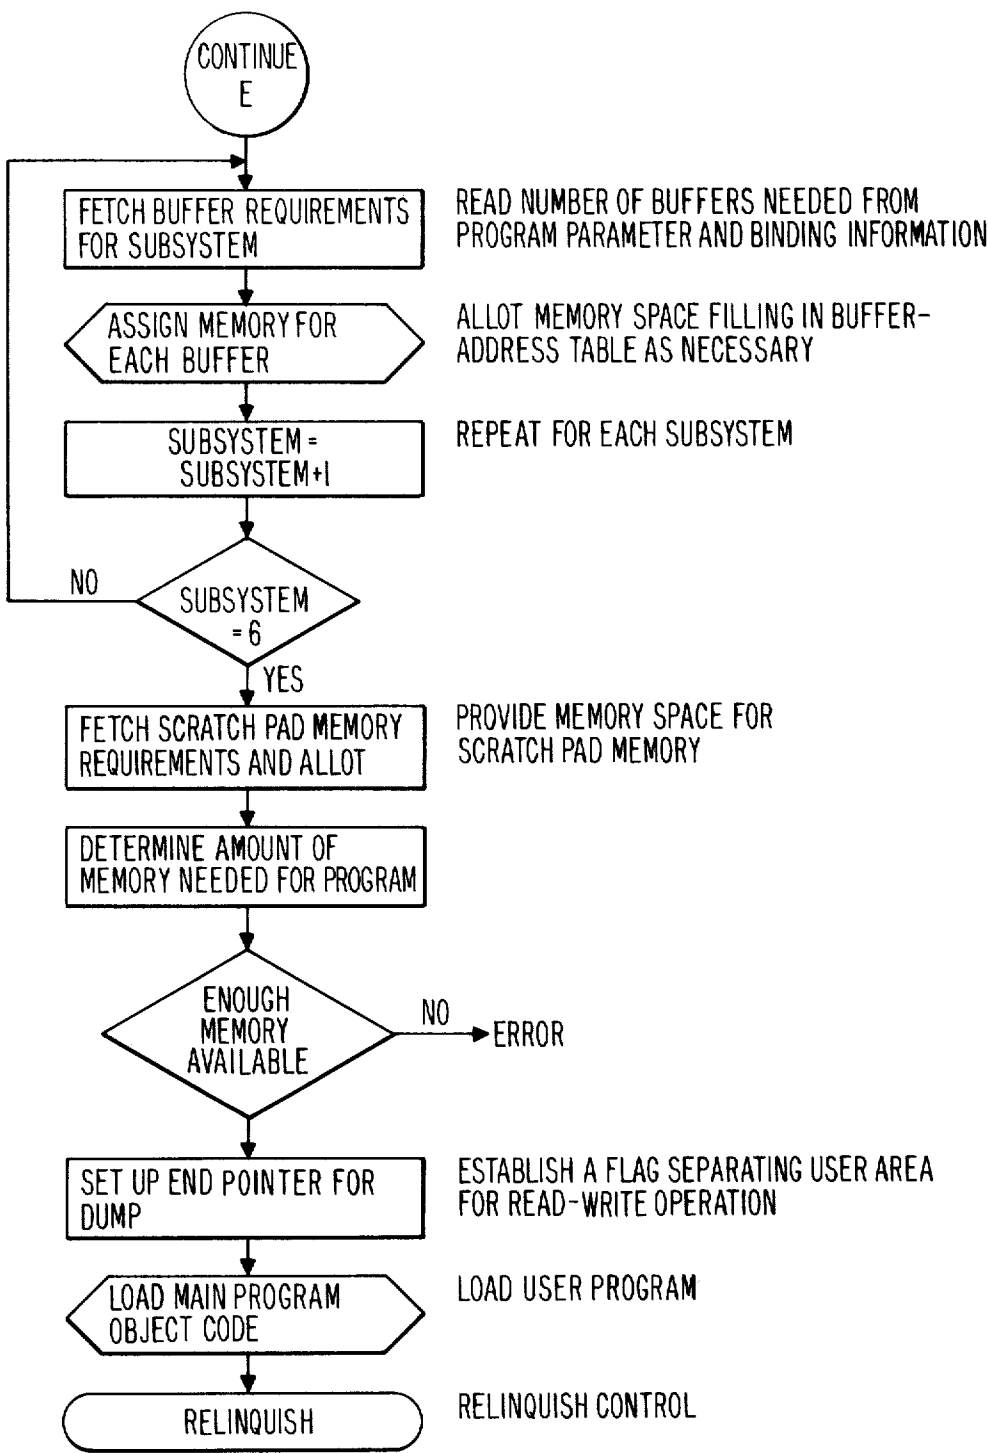 CONTINUE
E
FETCH BUFFER REQUIREMENTS
FOR SUBSYSTEM
READ NUMBER OF BUFFERS NEEDED FROM
PROGRAM PARAMETER AND BINDING INFORMATION
ASSIGN MEMORY FOR
EACH BUFFER
ALLOT MEMORY SPACE FILLING IN BUFFER-
ADDRESS TABLE AS NECESSARY
SUBSYSTEM =
SUBSYSTEM+1
REPEAT FOR EACH SUBSYSTEM
NO
SUBSYSTEM
= 6
YES
FETCH SCRATCH PAD MEMORY
REQUIREMENTS AND ALLOT
PROVIDE MEMORY SPACE FOR
SCRATCH PAD MEMORY
DETERMINE AMOUNT OF
MEMORY NEEDED FOR PROGRAM
ENOUGH
MEMORY
AVAILABLE
NO
ERROR
SET UP END POINTER FOR
DUMP
ESTABLISH A FLAG SEPARATING USER AREA
FOR READ-WRITE OPERATION
LOAD MAIN PROGRAM
OBJECT CODE
LOAD USER PROGRAM
RELINQUISH
RELINQUISH CONTROL